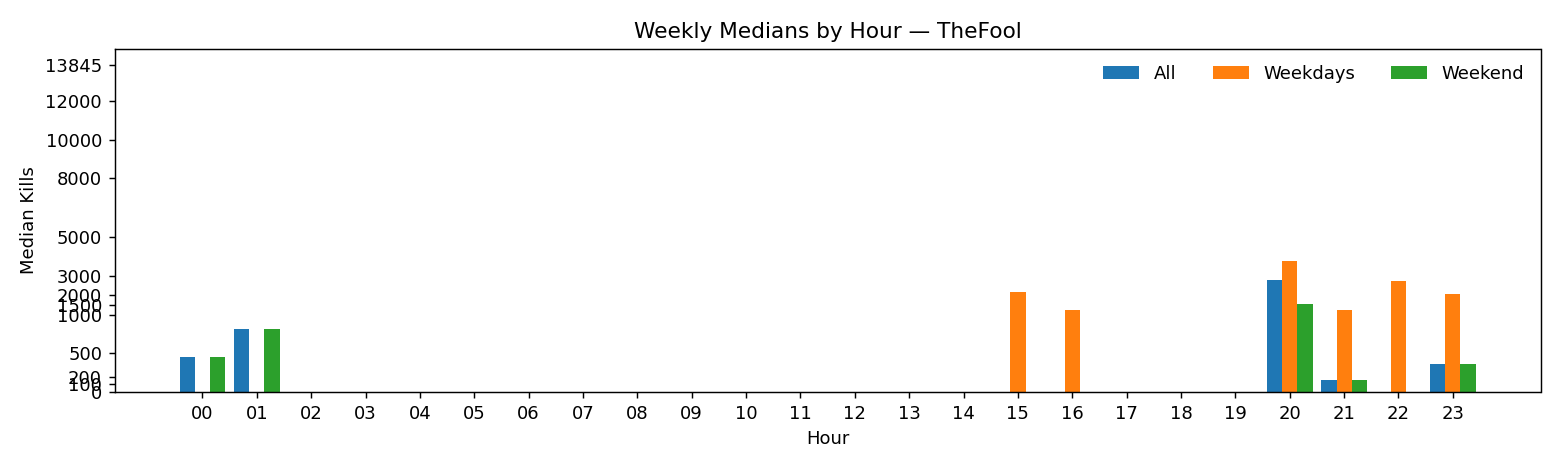 Weekly Medians by Hour — TheFool
All Weekdays Weekend
Median Kills
13845
12000
10000
8000
5000
3000
2000
1500
1000
500
200
100
0
00 01 02 03 04 05 06 07 08 09 10 11 12 13 14 15 16 17 18 19 20 21 22 23
Hour